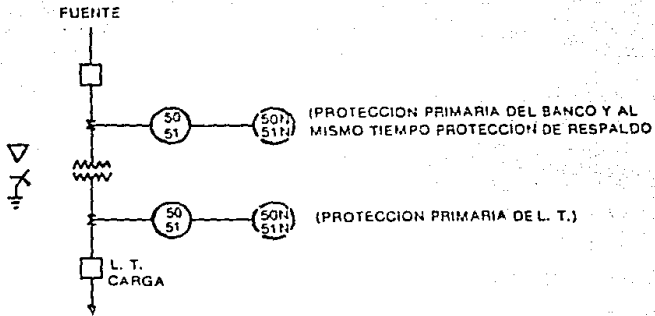 FUENTE
50
51
50N
51N
(PROTECCION PRIMARIA DEL BANCO Y AL
MISMO TIEMPO PROTECCION DE RESPALDO
50
51
50N
51N
(PROTECCION PRIMARIA DE L. T.)
L. T.
CARGA